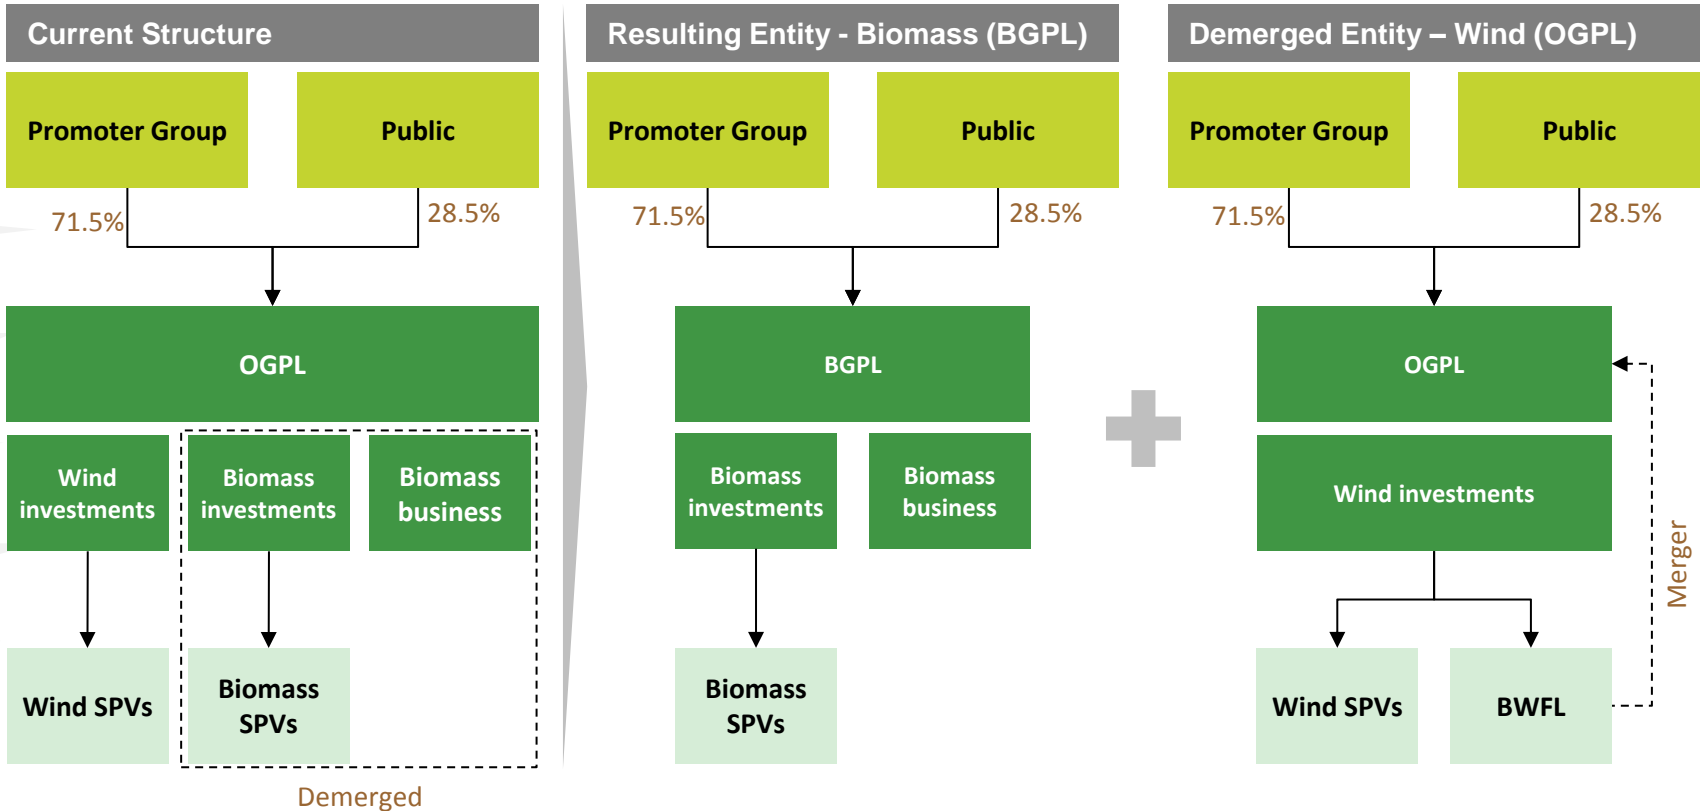 Current Structure
Promoter Group
Public
71.5%
28.5%
OGPL
Wind
investments
Biomass
investments
Biomass
business
Wind SPVs
Biomass
SPVs
Demerged
Resulting Entity - Biomass (BGPL)
Promoter Group
Public
71.5%
28.5%
BGPL
Biomass
investments
Biomass
business
Biomass
SPVs
Demerged Entity – Wind (OGPL)
Promoter Group
Public
71.5%
28.5%
OGPL
Wind investments
Wind SPVs
BWFL
Merger